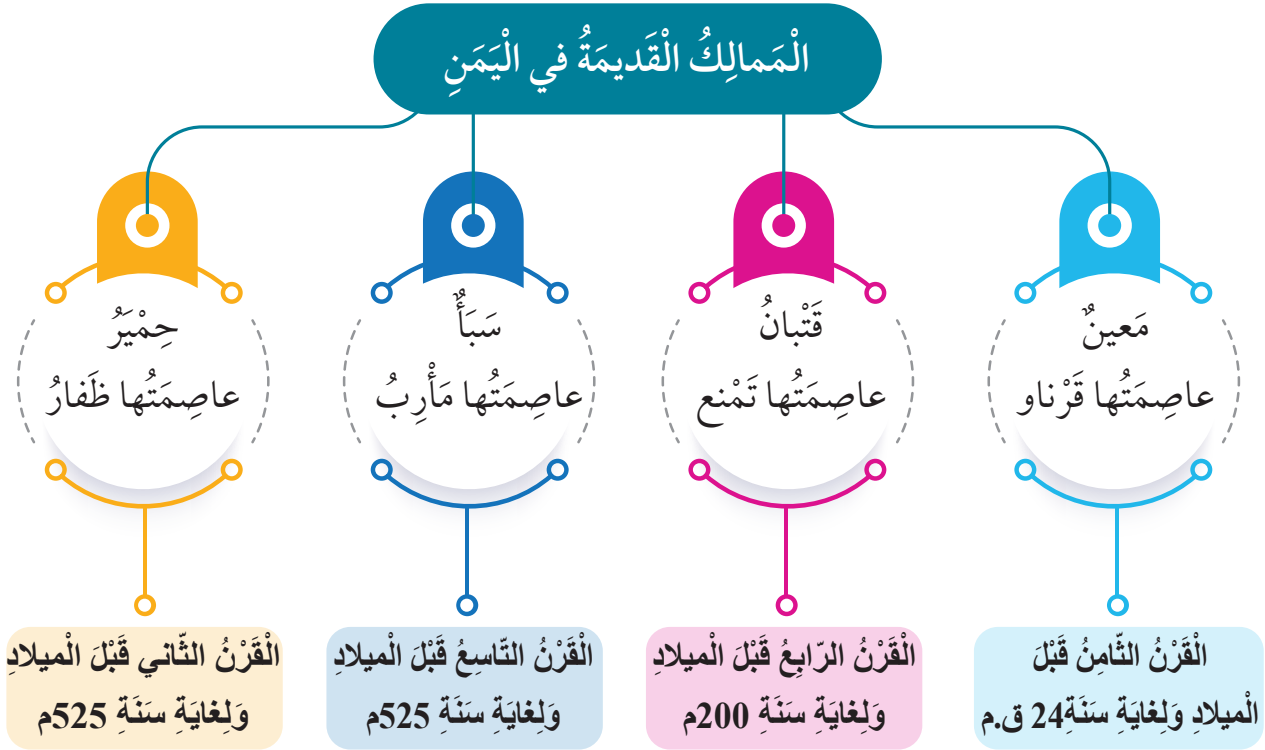 الْمَمالِكُ الْقَديمَةُ في الْيَمَنِ
مَعينٌ
عاصِمَتُها قَرْناو
الْقَرْنُ الثّامِنُ قَبْلَ
الْميلادِ وَلِغايَةِ سَنَةِ24 ق.م
قَتْبانُ
عاصِمَتُها تَمْنع
الْقَرْنُ الرّابِعُ قَبْلَ الْميلادِ
وَلِغايَةِ سَنَةِ 200م
سَبَأٌ
عاصِمَتُها مَأْرِبُ
الْقَرْنُ التّاسِعُ قَبْلَ الْميلادِ
وَلِغايَةِ سَنَةِ 525م
حِمْيَرُ
عاصِمَتُها ظَفارُ
الْقَرْنُ الثّاني قَبْلَ الْميلادِ
وَلِغايَةِ سَنَةِ 525م